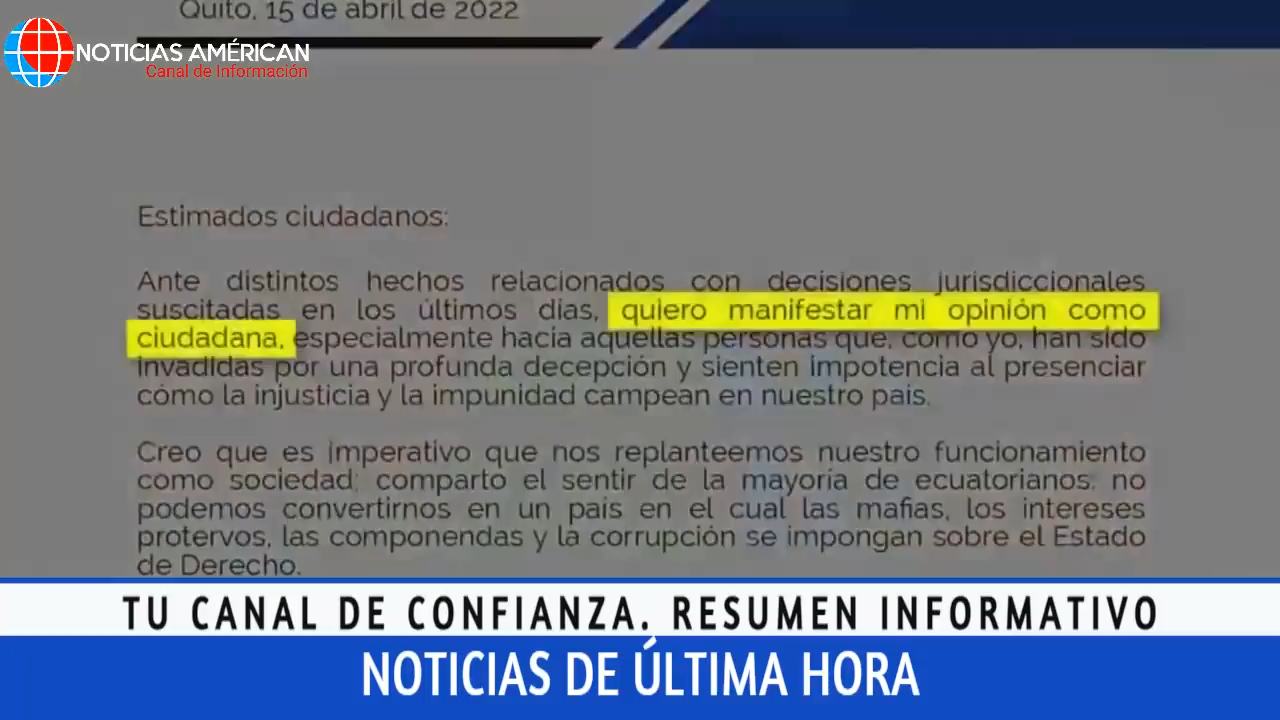 Quito, 15 de abril de 2022
NOTICIAS AMÉRICAN
Canal de Información
Estimados ciudadanos:
Ante distintos hechos relacionados con decisiones jurisdiccionales
suscitadas en los últimos días, quiero manifestar mi opinión como
ciudadana, especialmente hacia aquellas personas que, como yo, han sido
invadidas por una profunda decepción y sienten impotencia al presenciar
cómo la injusticia y la impunidad campean en nuestro país.
Creo que es imperativo que nos replanteemos nuestro funcionamiento
como sociedad; comparto el sentir de la mayoría de ecuatorianos: no
podemos convertirnos en un país en el cual las mafias, los intereses
protervos, las componendas y la corrupción se impongan sobre el Estado
de Derecho.
TU CANAL DE CONFIANZA. RESUMEN INFORMATIVO
NOTICIAS DE ÚLTIMA HORA